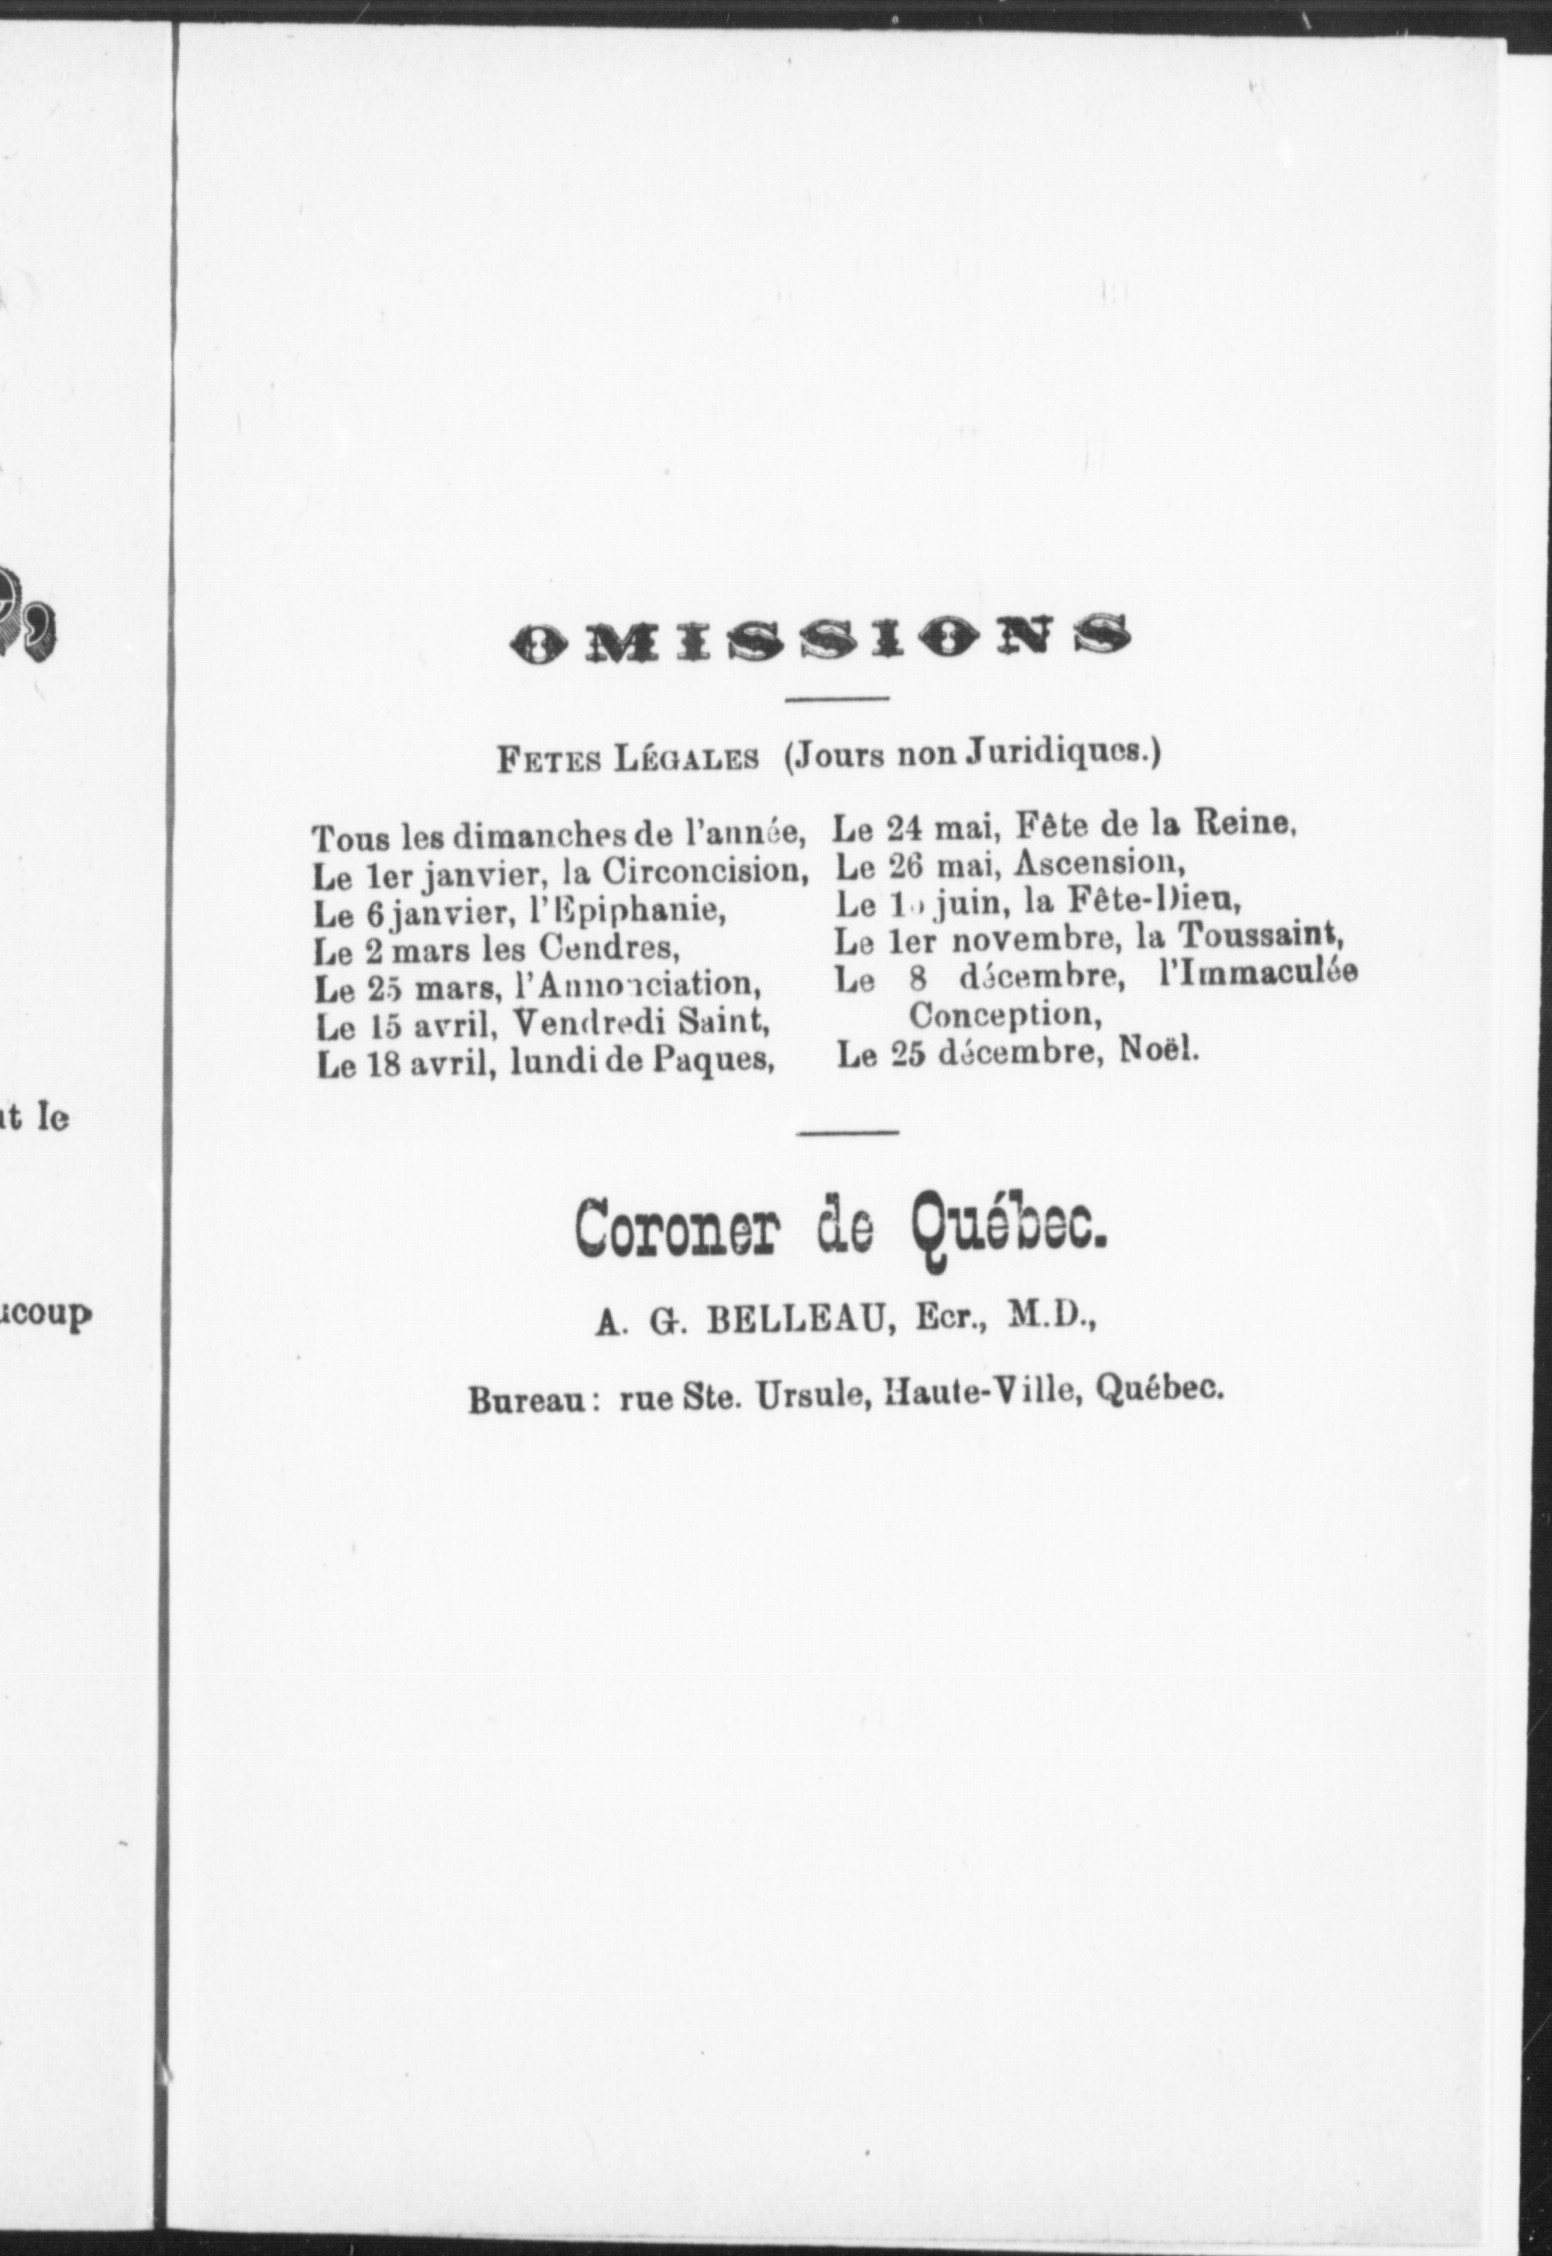 e,
ut le
ucoup
OMISSIONS
FETES LÉGALES (Jours non Juridiques.)
Tous les dimanches de l'année,
Le 1er janvier, la Circoncision,
Le 6 janvier, l'Epiphanie,
Le 2 mars les Cendres,
Le 25 mars, l'Annonciation,
Le 15 avril, Vendredi Saint,
Le 18 avril, lundi de Paques,
Le 24 mai, Fête de la Reine,
Le 26 mai, Ascension,
Le juin, la Fête-Dieu,
Le 1er novembre, la Toussaint,
Le 8 décembre, l'Immaculée
Conception,
Le 25 décembre, Noël.
Coroner de Québec.
A. G. BELLEAU, Ecr., M.D.,
Bureau: rue Ste. Ursule, Haute-Ville, Québec.